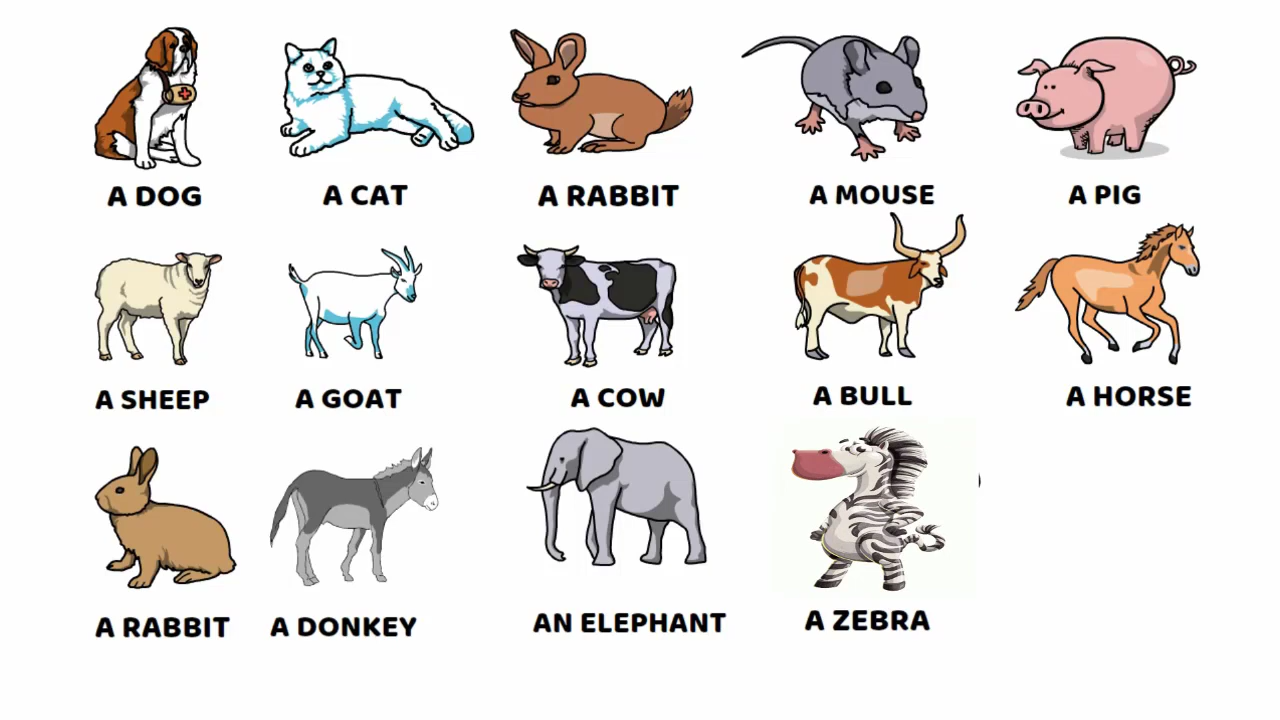 A DOG
A CAT
A RABBIT
A MOUSE
A PIG
A SHEEP
A GOAT
A COW
A BULL
A HORSE
A RABBIT
A DONKEY
AN ELEPHANT
A ZEBRA